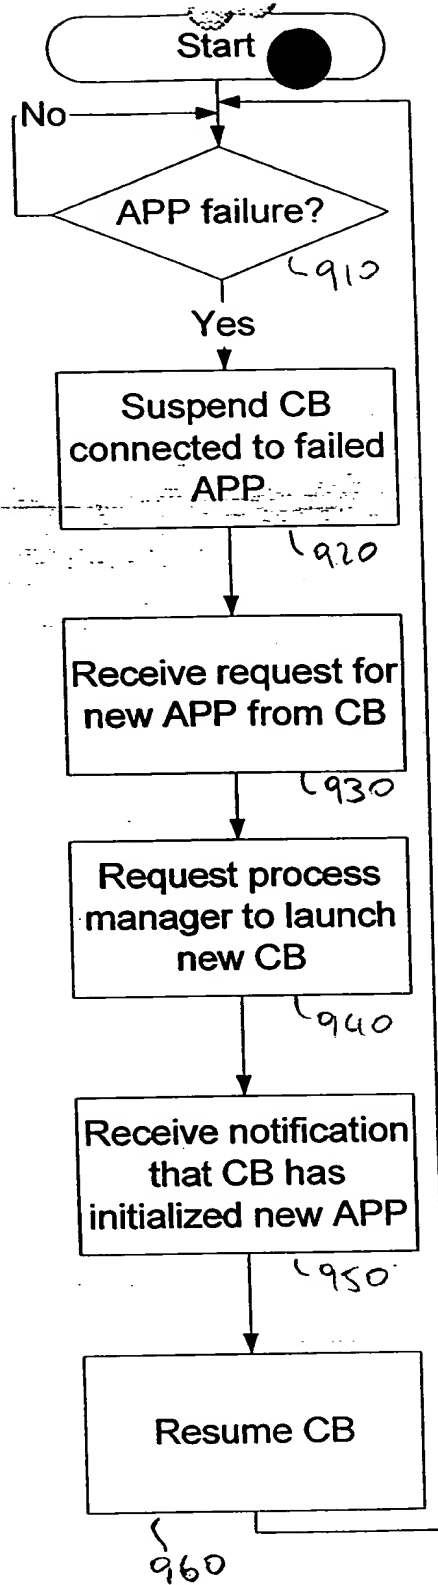 Start
No
APP failure?
910
Yes
Suspend CB
connected to failed
APP
920
Receive request for
new APP from CB
930
Request process
manager to launch
new CB
940
Receive notification
that CB has
initialized new APP
950
Resume CB
960